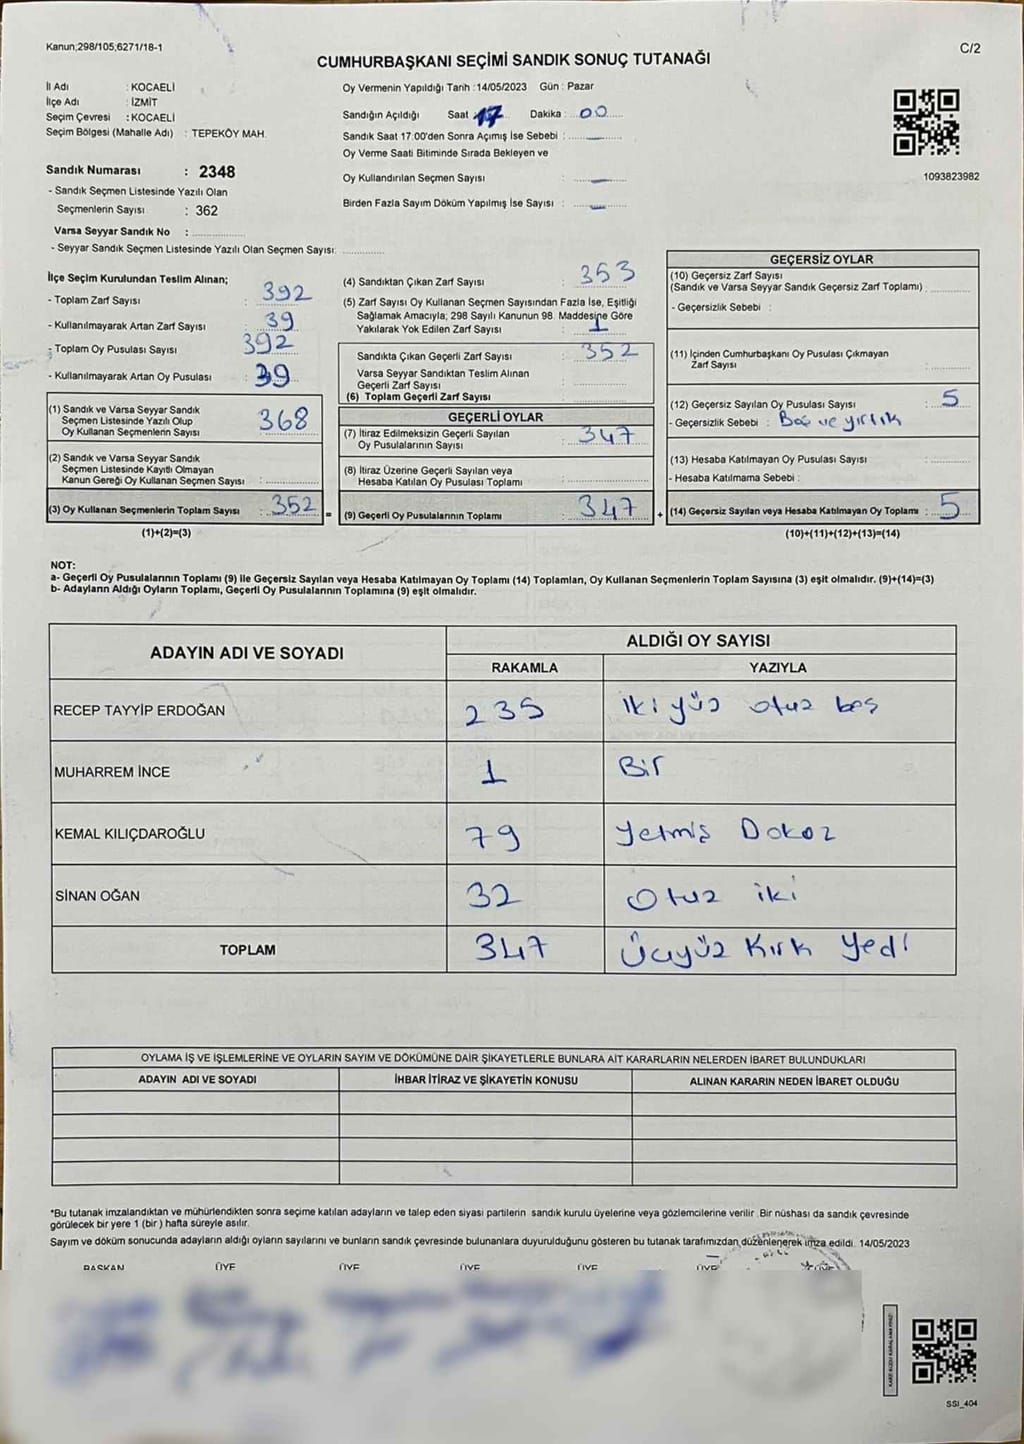 Kanun;298/105;6271/18-1
C/2
CUMHURBAŞKANI SEÇİMİ SANDIK SONUÇ TUTANAĞI
İl Adı : KOCAELİ
İlçe Adı : İZMİT
Seçim Çevresi : KOCAELİ
Seçim Bölgesi (Mahalle Adı) : TEPEKÖY MAH.
Sandık Numarası : 2348
- Sandık Seçmen Listesinde Yazılı Olan
Seçmenlerin Sayısı : 362
Varsa Seyyar Sandık No :
- Seyyar Sandık Seçmen Listesinde Yazılı Olan Seçmen Sayısı:
Oy Vermenin Yapıldığı Tarih :14/05/2023 Gün : Pazar
Sandığın Açıldığı Saat 17 Dakika : 00
Sandık Saat 17.00'den Sonra Açımış İse Sebebi : —
Oy Verme Saati Bitiminde Sırada Bekleyen ve
Oy Kullandırılan Seçmen Sayısı : —
Birden Fazla Sayım Döküm Yapılmış İse Sayısı : —
1093823982
İlçe Seçim Kurulundan Teslim Alınan;
- Toplam Zarf Sayısı : 392
- Kullanılmayarak Artan Zarf Sayısı : 39
- Toplam Oy Pusulası Sayısı : 392
- Kullanılmayarak Artan Oy Pusulası : 39
(1) Sandık ve Varsa Seyyar Sandık
Seçmen Listesinde Yazılı Olup
Oy Kullanan Seçmenlerin Sayısı : 368
(2) Sandık ve Varsa Seyyar Sandık
Seçmen Listesinde Kayıtlı Olmayan
Kanun Gereği Oy Kullanan Seçmen Sayısı :
(3) Oy Kullanan Seçmenlerin Toplam Sayısı : 352 =
(1)+(2)=(3)
(4) Sandıktan Çıkan Zarf Sayısı : 353
(5) Zarf Sayısı Oy Kullanan Seçmen Sayısından Fazla İse, Eşitliği
Sağlamak Amacıyla; 298 Sayılı Kanunun 98. Maddesine Göre
Yakılarak Yok Edilen Zarf Sayısı : 1
Sandıkta Çıkan Geçerli Zarf Sayısı : 352
Varsa Seyyar Sandıktan Teslim Alınan
Geçerli Zarf Sayısı :
(6) Toplam Geçerli Zarf Sayısı :
GEÇERLİ OYLAR
(7) İtiraz Edilmeksizin Geçerli Sayılan
Oy Pusulalarının Sayısı : 347
(8) İtiraz Üzerine Geçerli Sayılan veya
Hesaba Katılan Oy Pusulası Toplamı :
(9) Geçerli Oy Pusulalarının Toplamı : 347 +
GEÇERSİZ OYLAR
(10) Geçersiz Zarf Sayısı
(Sandık ve Varsa Seyyar Sandık Geçersiz Zarf Toplamı) :
- Geçersizlik Sebebi :
(11) İçinden Cumhurbaşkanı Oy Pusulası Çıkmayan
Zarf Sayısı :
(12) Geçersiz Sayılan Oy Pusulası Sayısı : 5
- Geçersizlik Sebebi : Boş ve yırtık
(13) Hesaba Katılmayan Oy Pusulası Sayısı :
- Hesaba Katılmama Sebebi :
(14) Geçersiz Sayılan veya Hesaba Katılmayan Oy Toplamı : 5
(10)+(11)+(12)+(13)=(14)
NOT:
a- Geçerli Oy Pusulalarının Toplamı (9) İle Geçersiz Sayılan veya Hesaba Katılmayan Oy Toplamı (14) Toplamları, Oy Kullanan Seçmenlerin Toplam Sayısına (3) eşit olmalıdır. (9)+(14)=(3)
b- Adayların Aldığı Oyların Toplamı, Geçerli Oy Pusulalarının Toplamına (9) eşit olmalıdır.
ADAYIN ADI VE SOYADI
ALDIĞI OY SAYISI
RAKAMLA YAZIYLA
RECEP TAYYİP ERDOĞAN 235 iki yüz otuz beş
MUHARREM İNCE 1 Bir
KEMAL KILIÇDAROĞLU 79 Yetmiş Dokoz
SİNAN OĞAN 32 Otuz iki
TOPLAM 347 Üçyüz Kırk Yedi
OYLAMA İŞ VE İŞLEMLERİNE VE OYLARIN SAYIM VE DÖKÜMÜNE DAİR ŞİKAYETLERLE BUNLARA AİT KARARLARIN NELERDEN İBARET BULUNDUKLARI
ADAYIN ADI VE SOYADI İHBAR İTİRAZ VE ŞİKAYETİN KONUSU ALINAN KARARIN NEDEN İBARET OLDUĞU
*Bu tutanak imzalandıktan ve mühürlendikten sonra seçime katılan adayların ve talep eden siyasi partilerin sandık kurulu üyelerine veya gözlemcilerine verilir. Bir nüshası da sandık çevresinde
görülecek bir yere 1 (bir) hafta süreyle asılır.
Sayım ve döküm sonucunda adayların aldığı oyların sayılarını ve bunların sandık çevresinde bulunanlara duyurulduğunu gösteren bu tutanak tarafımızdan düzenlenerek imza edildi. 14/05/2023
BAŞKAN ÜYE ÜYE ÜYE ÜYE ÜYE ÜYE
SSI_404